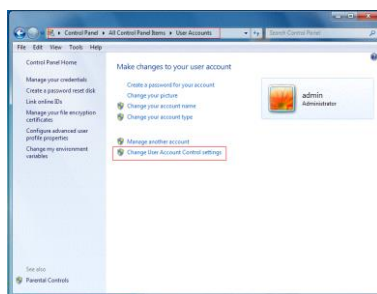 Control Panel ▸ All Control Panel Items ▸ User Accounts
Search Control Panel
File Edit View Tools Help
Control Panel Home
Manage your credentials
Create a password reset disk
Link online IDs
Manage your file encryption
certificates
Configure advanced user
profile properties
Change my environment
variables
See also
Parental Controls
Make changes to your user account
Create a password for your account
Change your picture
Change your account name
Change your account type
Manage another account
Change User Account Control settings
admin
Administrator